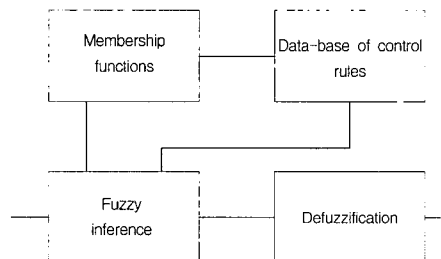 Membership
functions
Data-base of control
rules
Fuzzy
inference
Defuzzification